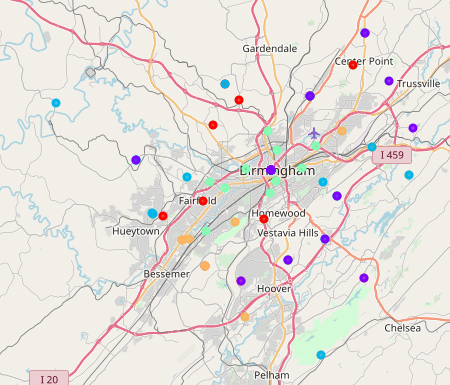 Gardendale
Center Point
Trussville
I 459
Birmingham
Fairfield
Homewood
Hueytown
Vestavia Hills
Bessemer
Hoover
Chelsea
I 20
Pelham